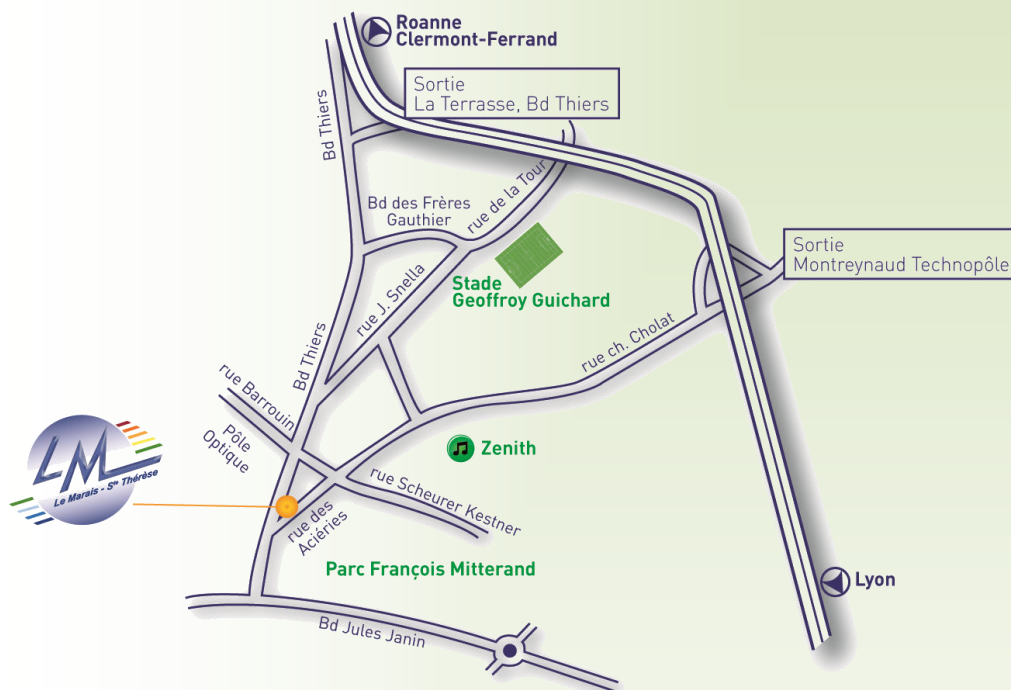 Roanne
Clermont-Ferrand
Sortie
La Terrasse, Bd Thiers
Bd Thiers
Bd des Frères
Gauthier
rue de la Tour
Sortie
Montreynaud Technopôle
Stade
Geoffroy Guichard
rue J. Snella
rue ch. Cholat
Bd Thiers
rue Barrouin
Pôle
Optique
Zenith
LM
Le Marais - Ste Thérèse
rue Scheurer Kestner
rue des
Aciéries
Parc François Mitterand
Lyon
Bd Jules Janin